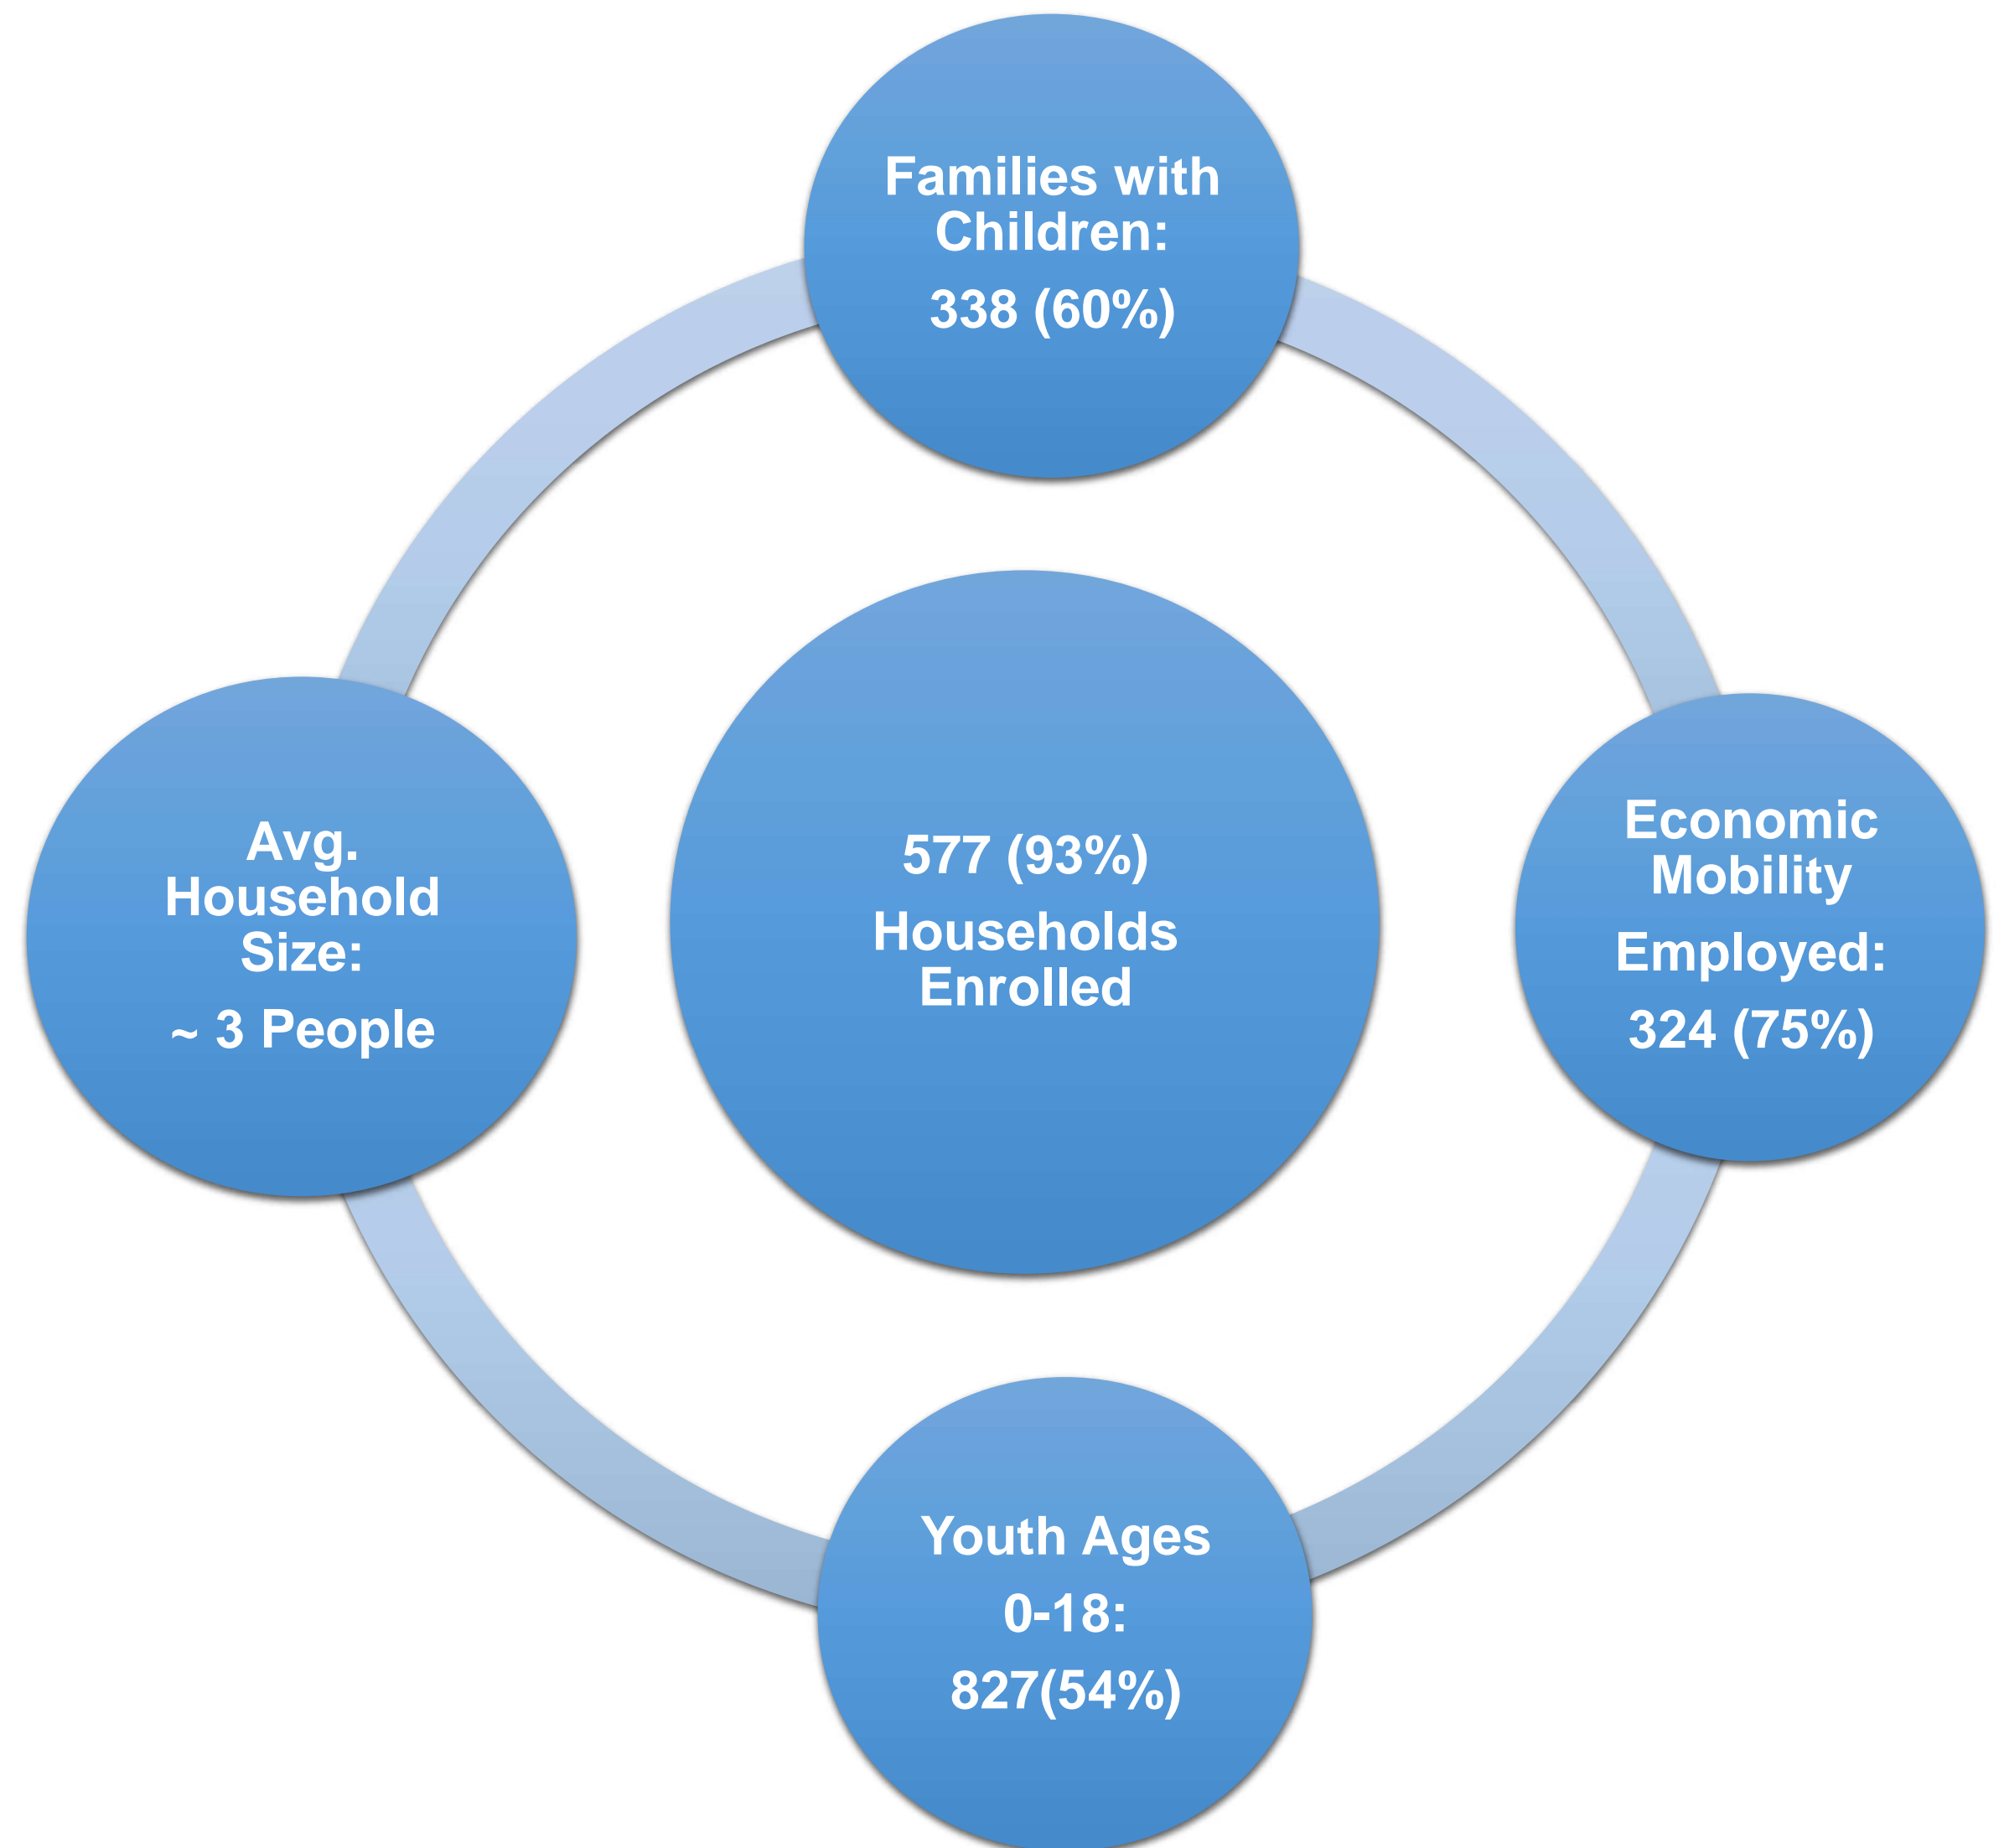 Families with
Children:
338 (60%)
577 (93%)
Households
Enrolled
Avg.
Household
Size:
~ 3 People
Economic
Mobility
Employed:
324 (75%)
Youth Ages
0-18:
827(54%)